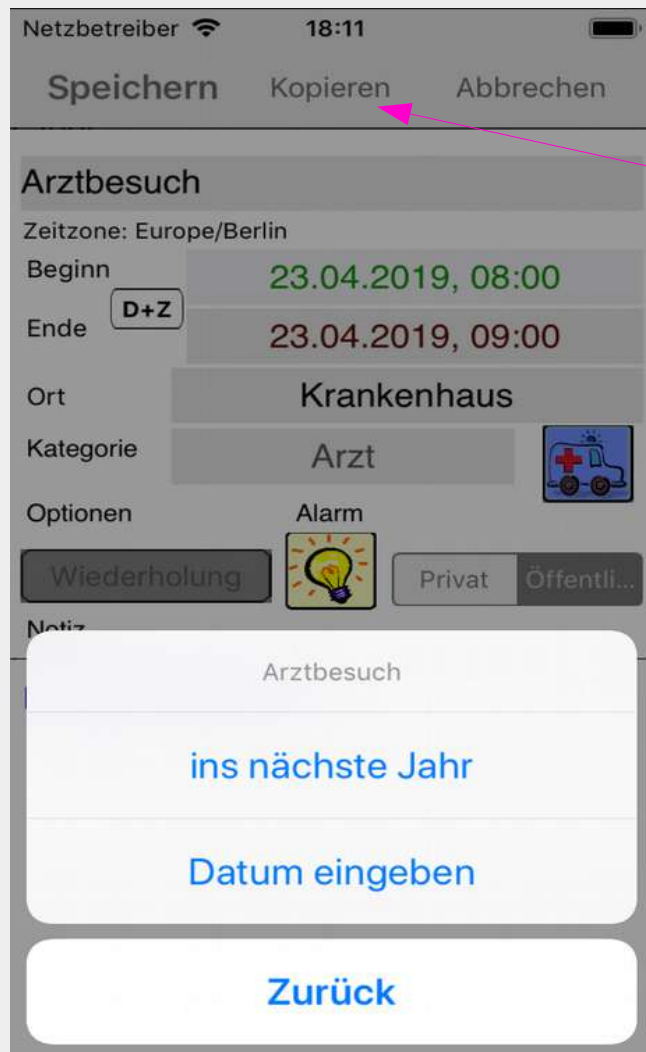 Netzbetreiber 18:11
Speichern Kopieren Abbrechen
Arztbesuch
Zeitzone: Europe/Berlin
Beginn 23.04.2019, 08:00
D+Z
Ende 23.04.2019, 09:00
Ort Krankenhaus
Kategorie Arzt
Optionen Alarm
Wiederholung Privat Öffentli...
Notiz
Arztbesuch
ins nächste Jahr
Datum eingeben
Zurück